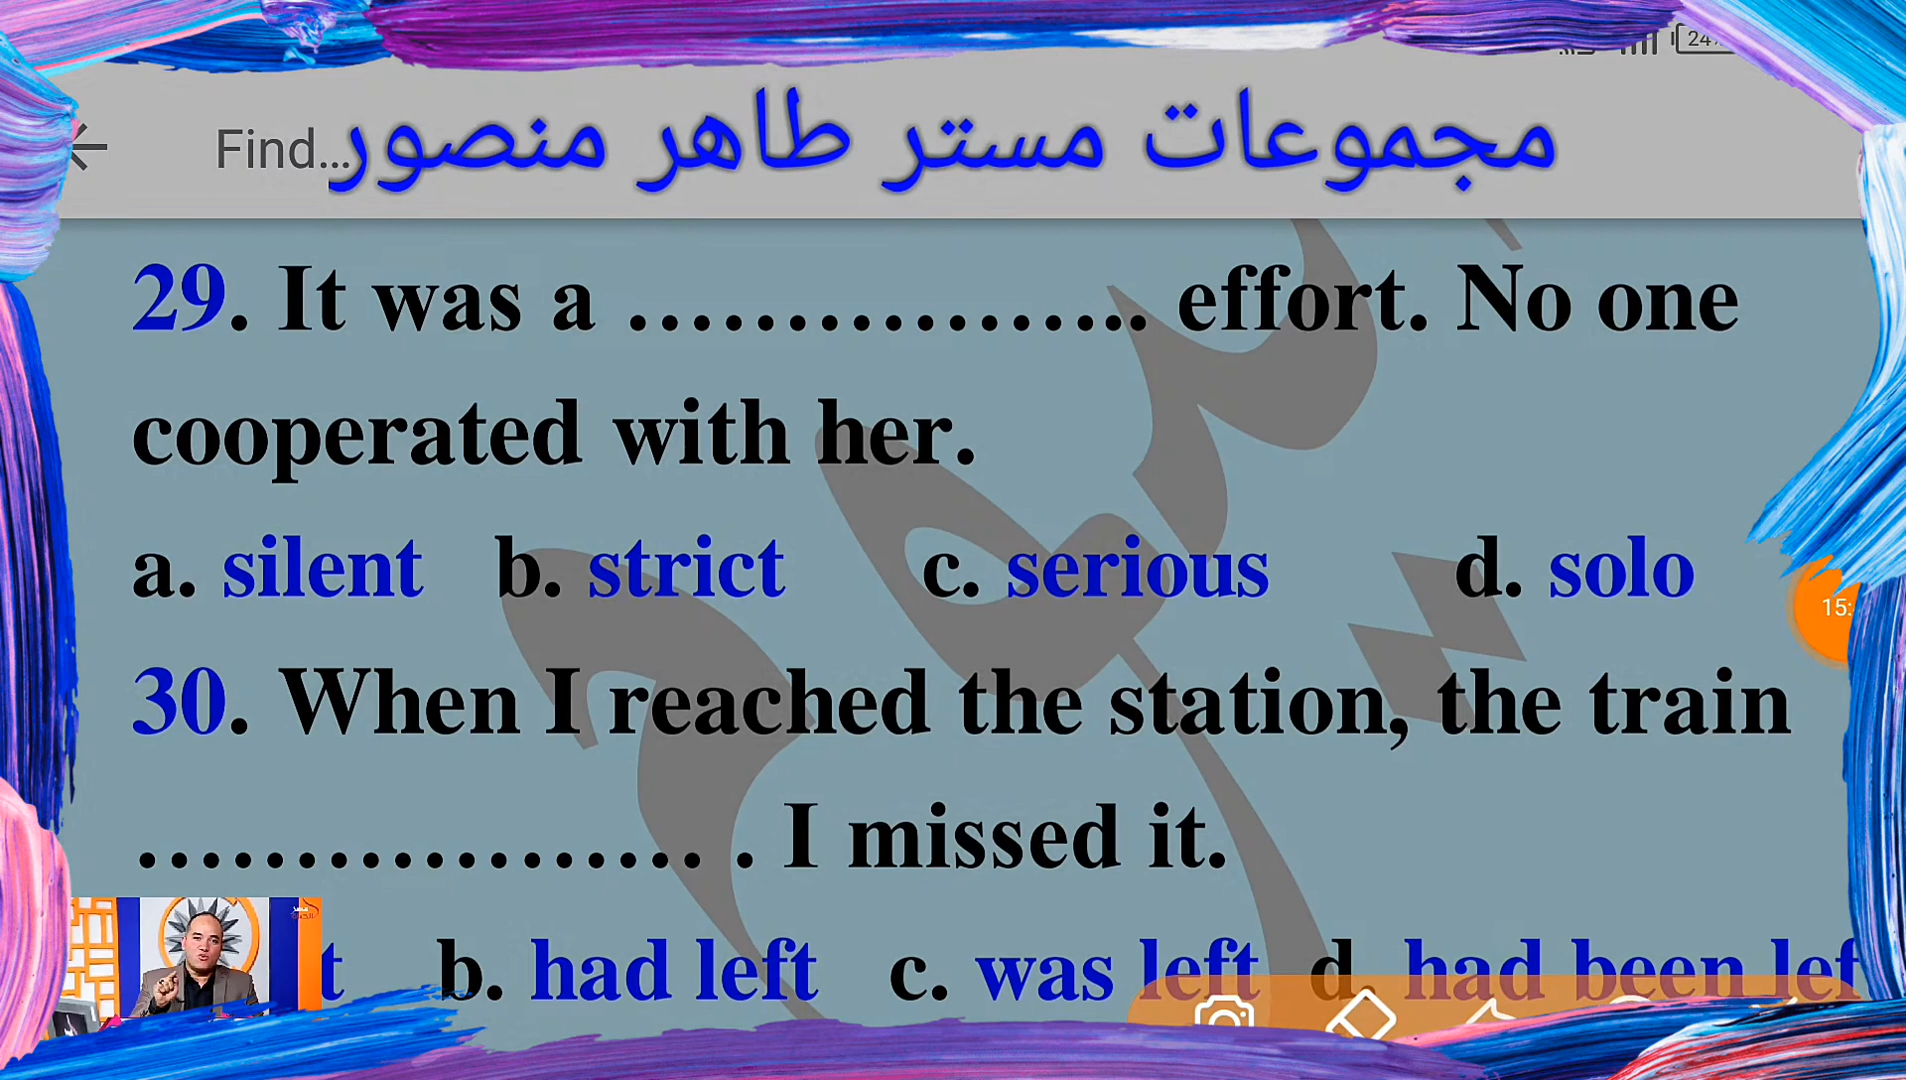 Find...
مجموعات مستر طاهر منصور
29. It was a ……………….. effort. No one
cooperated with her.
a. silent b. strict c. serious d. solo
30. When I reached the station, the train
………………. . I missed it.
b. had left c. was left d. had been lef